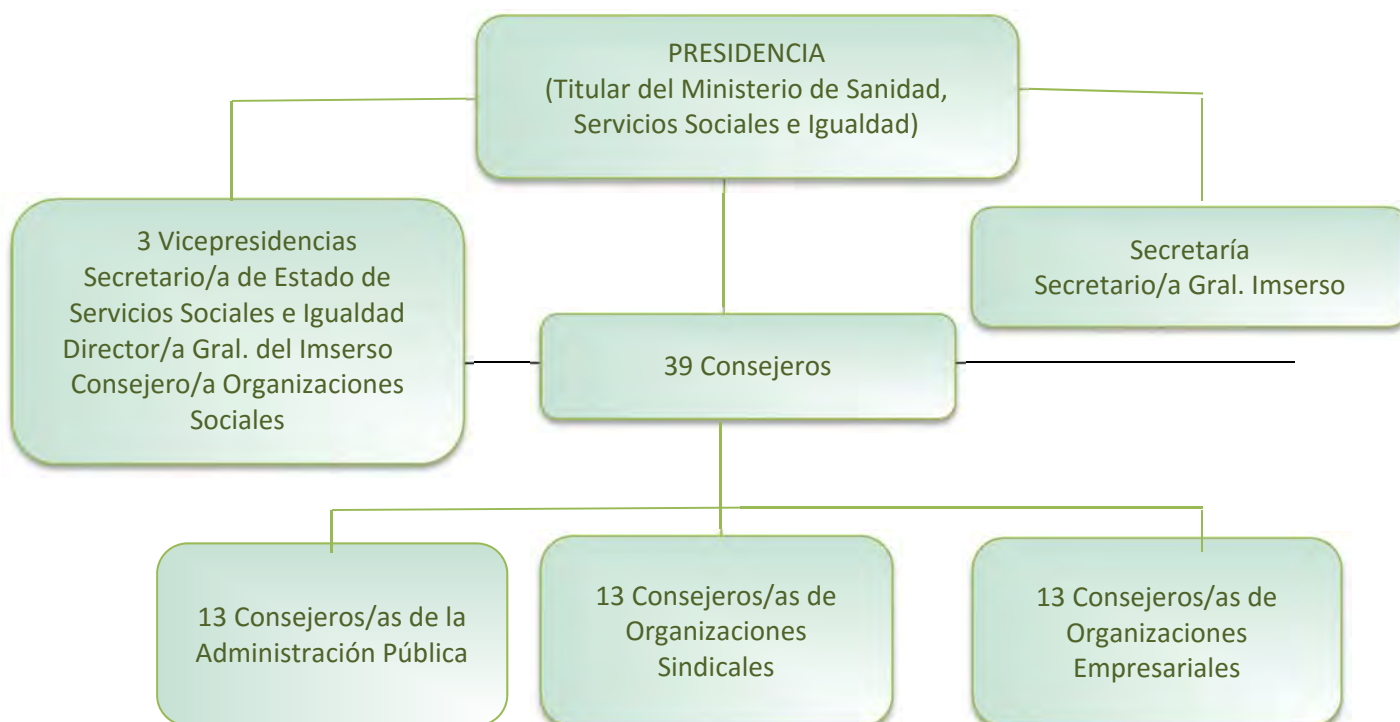 PRESIDENCIA
(Titular del Ministerio de Sanidad,
Servicios Sociales e Igualdad)
3 Vicepresidencias
Secretario/a de Estado de
Servicios Sociales e Igualdad
Director/a Gral. del Imserso
Consejero/a Organizaciones
Sociales
Secretaría
Secretario/a Gral. Imserso
39 Consejeros
13 Consejeros/as de la
Administración Pública
13 Consejeros/as de
Organizaciones
Sindicales
13 Consejeros/as de
Organizaciones
Empresariales